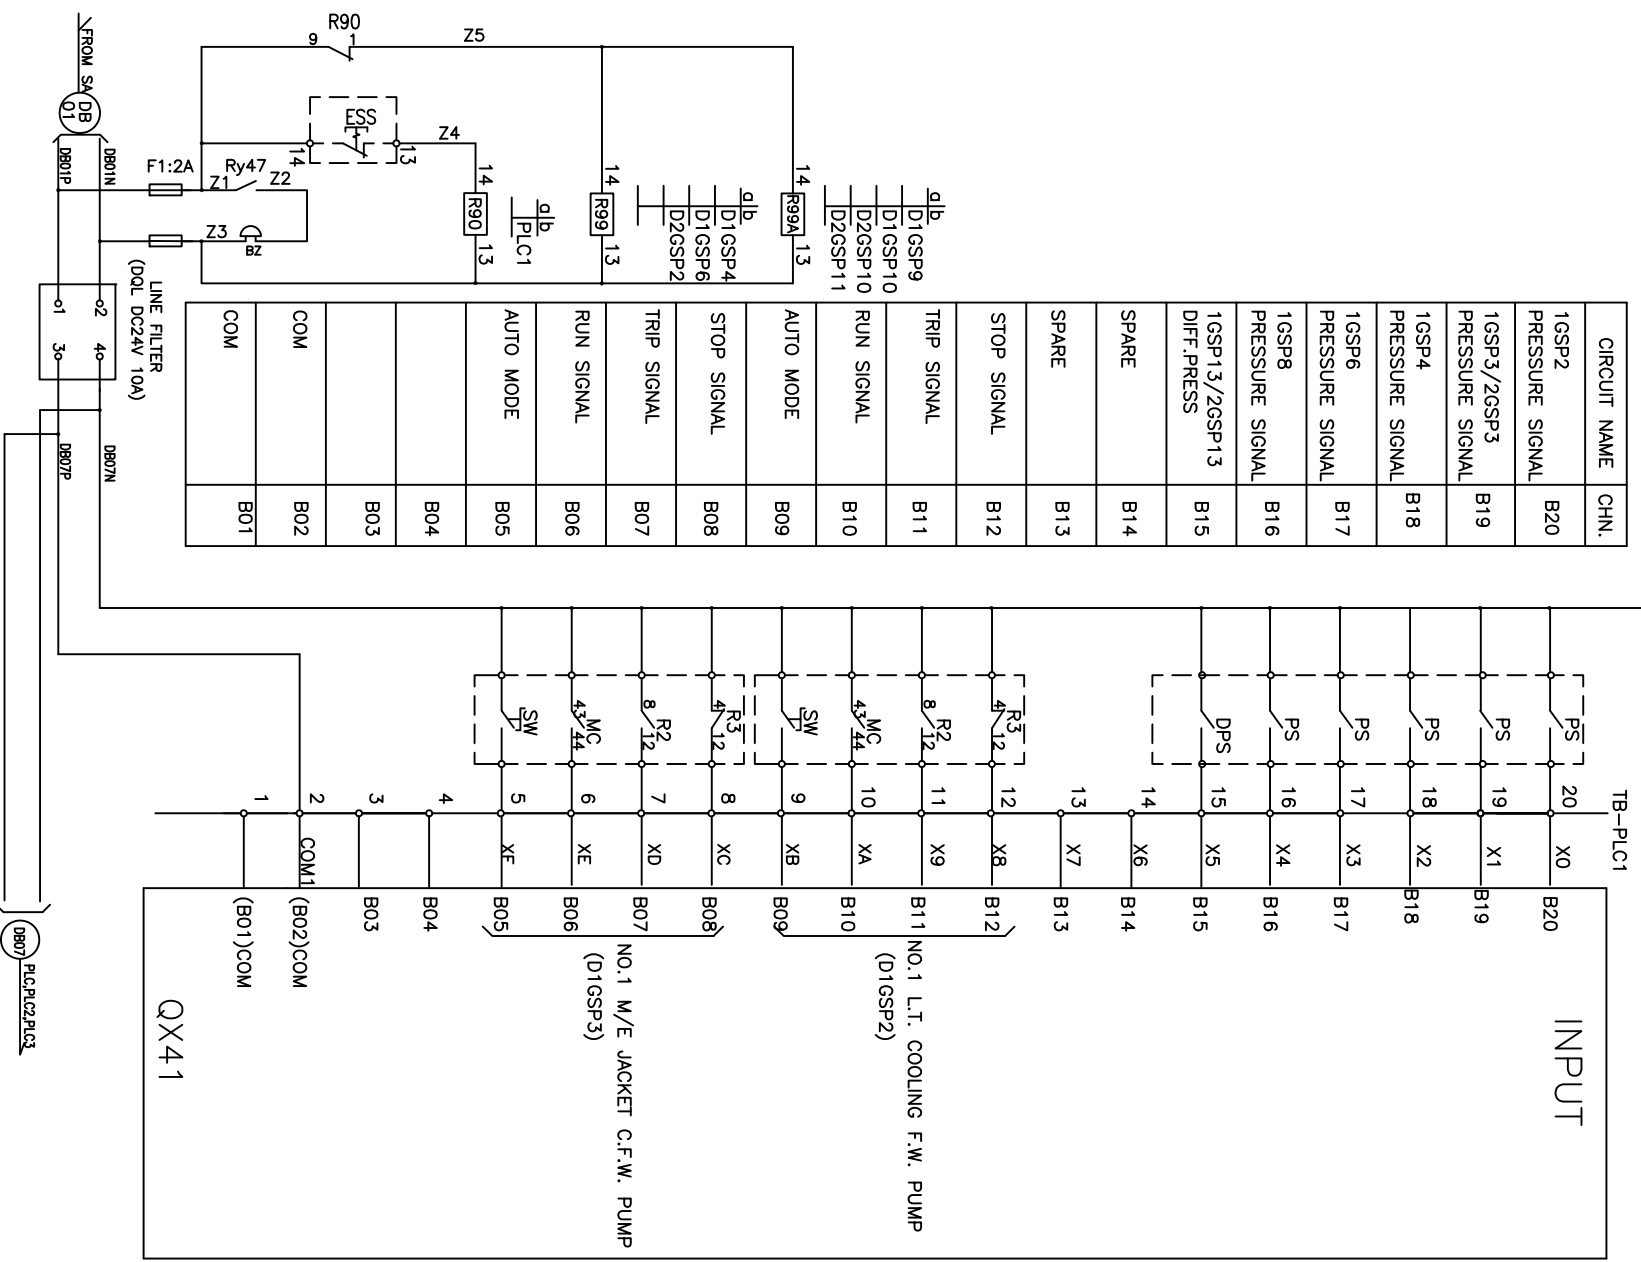 FROM SA
DB
01
DB01P
DB01N
F1:2A
Ry47
Z1
Z2
Z3
BZ
R90
9
1
Z5
ESS
14
13
Z4
14
R90
13
a b
PLC1
14
R99
13
a b
D1GSP4
D1GSP6
D2GSP2
14
R99A
13
a b
D1GSP9
D1GSP10
D2GSP10
D2GSP11
LINE FILTER
(DQL DC24V 10A)
1
2
3
4
DB07P
DB07N
CIRCUIT NAME CHN.
1GSP2
PRESSURE SIGNAL B20
1GSP3/2GSP3
PRESSURE SIGNAL B19
1GSP4
PRESSURE SIGNAL B18
1GSP6
PRESSURE SIGNAL B17
1GSP8
PRESSURE SIGNAL B16
1GSP13/2GSP13
DIFF.PRESS B15
SPARE B14
SPARE B13
STOP SIGNAL B12
TRIP SIGNAL B11
RUN SIGNAL B10
AUTO MODE B09
STOP SIGNAL B08
TRIP SIGNAL B07
RUN SIGNAL B06
AUTO MODE B05
B04
B03
COM B02
COM B01
TB-PLC1
INPUT
PS 20 X0 B20
PS 19 X1 B19
PS 18 X2 B18
PS 17 X3 B17
PS 16 X4 B16
DPS 15 X5 B15
14 X6 B14
13 X7 B13
4 R3 12 12 X8 B12
8 R2 12 11 X9 B11
43 MC 44 10 XA B10
SW 9 XB B09
NO.1 L.T. COOLING F.W. PUMP
(D1GSP2)
4 R3 12 8 XC B08
8 R2 12 7 XD B07
43 MC 44 6 XE B06
SW 5 XF B05
NO.1 M/E JACKET C.F.W. PUMP
(D1GSP3)
4 B04
3 B03
2 COM1 (B02)COM
1 (B01)COM
QX41
DB07
PLC,PLC2,PLC3